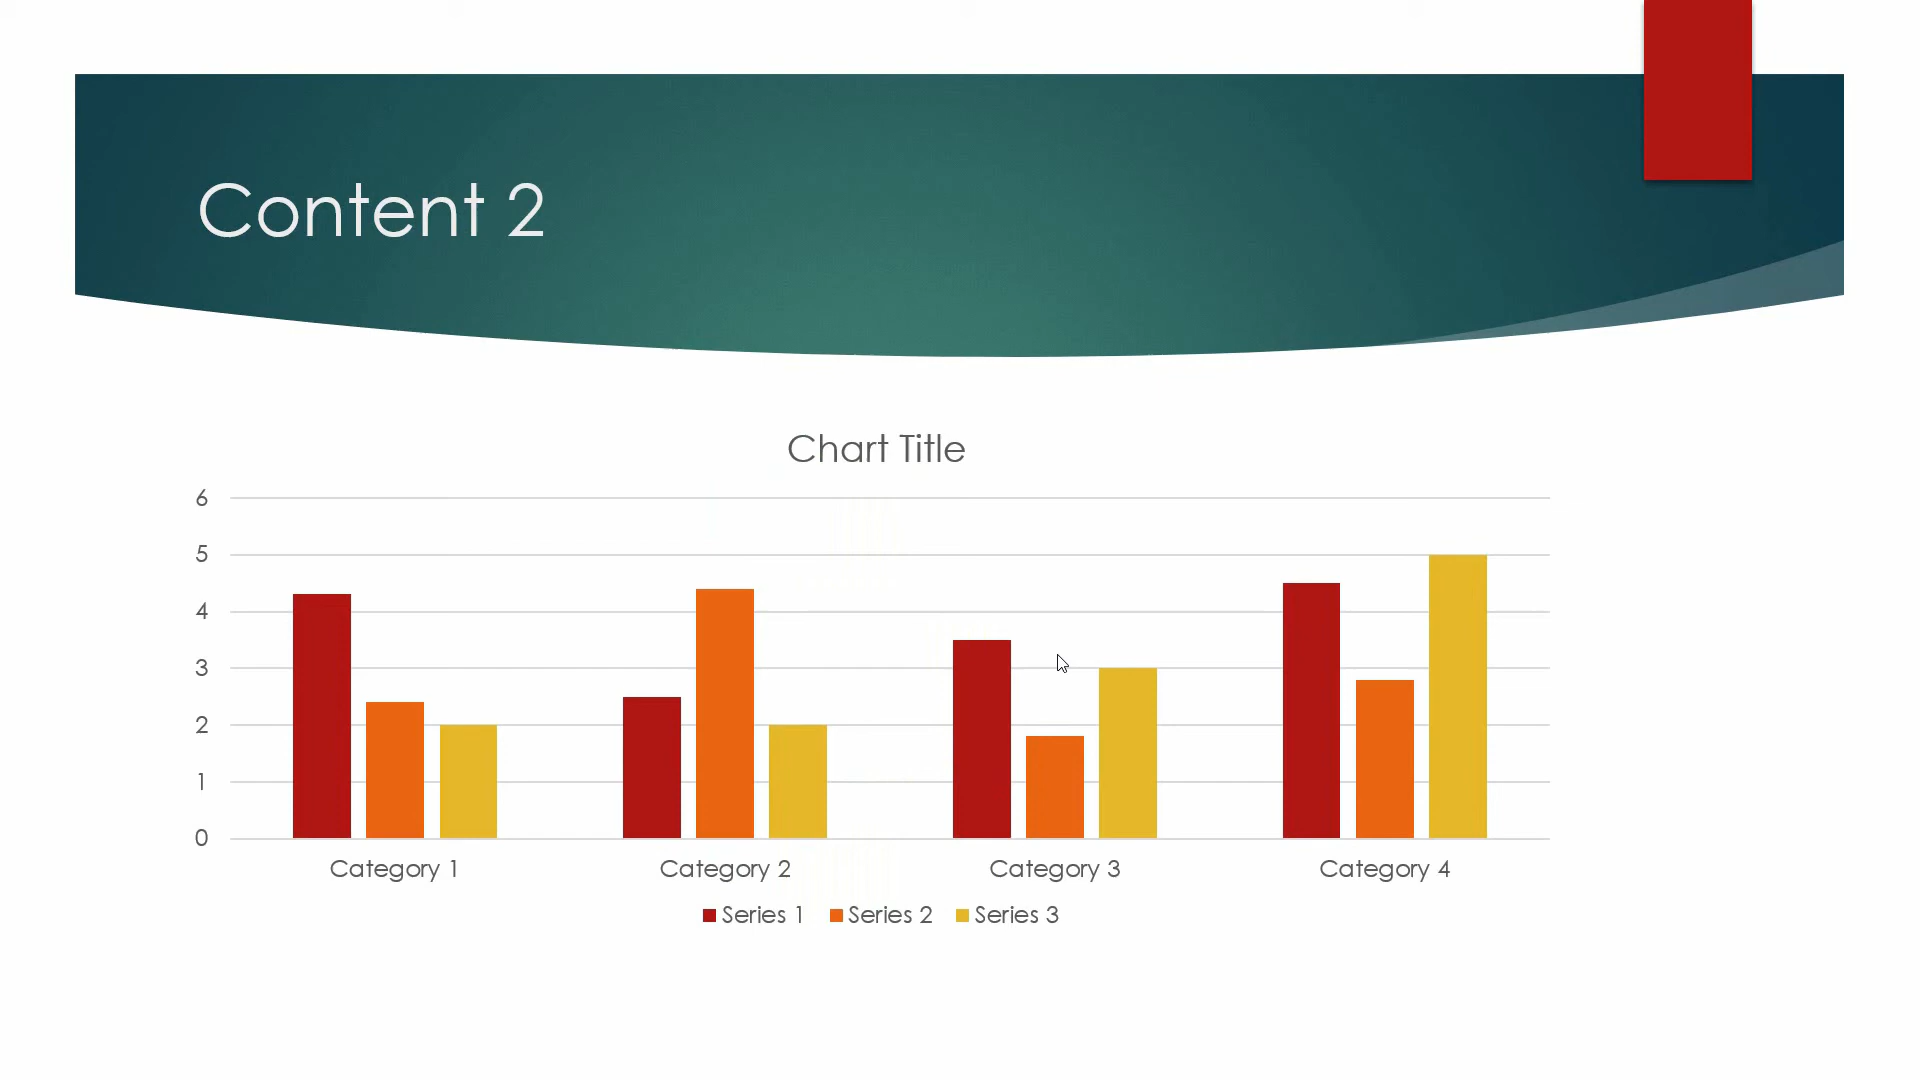 Content 2
Chart Title
6
5
4
3
2
1
0
Category 1 Category 2 Category 3 Category 4
Series 1 Series 2 Series 3